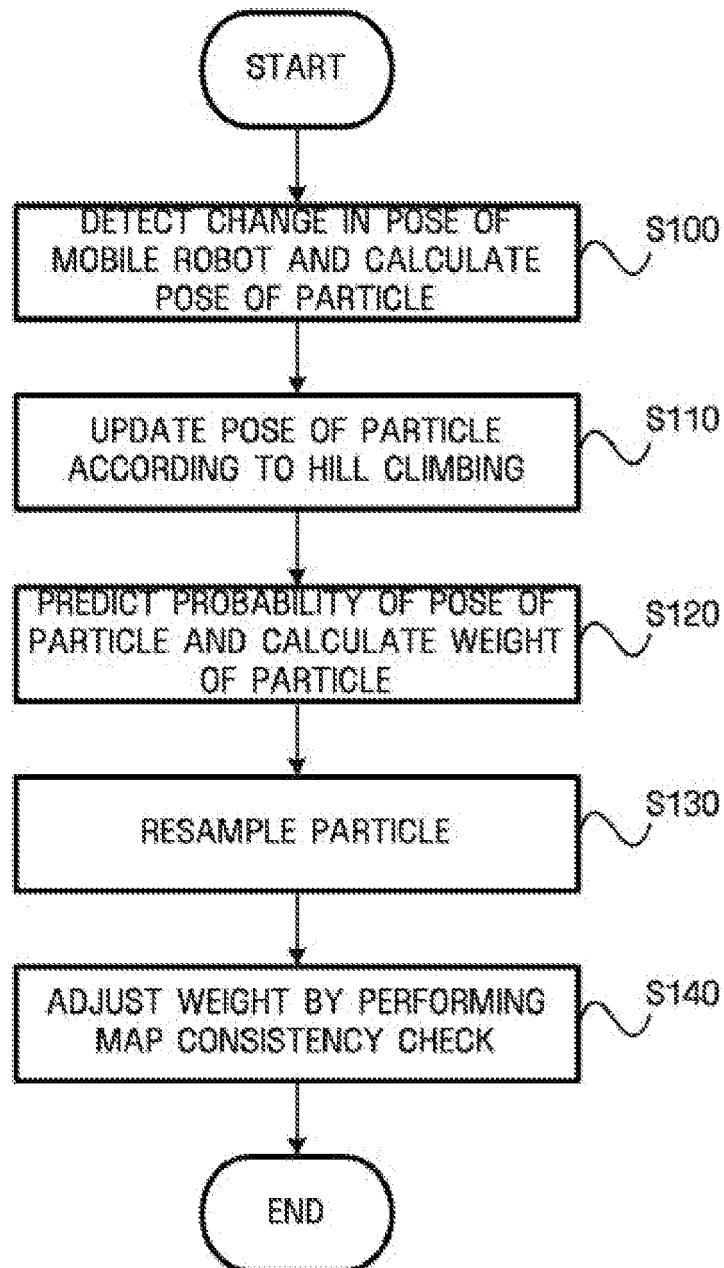 START
DETECT CHANGE IN POSE OF
MOBILE ROBOT AND CALCULATE
POSE OF PARTICLE
S100
UPDATE POSE OF PARTICLE
ACCORDING TO HILL CLIMBING
S110
PREDICT PROBABILITY OF POSE OF
PARTICLE AND CALCULATE WEIGHT
OF PARTICLE
S120
RESAMPLE PARTICLE
S130
ADJUST WEIGHT BY PERFORMING
MAP CONSISTENCY CHECK
S140
END